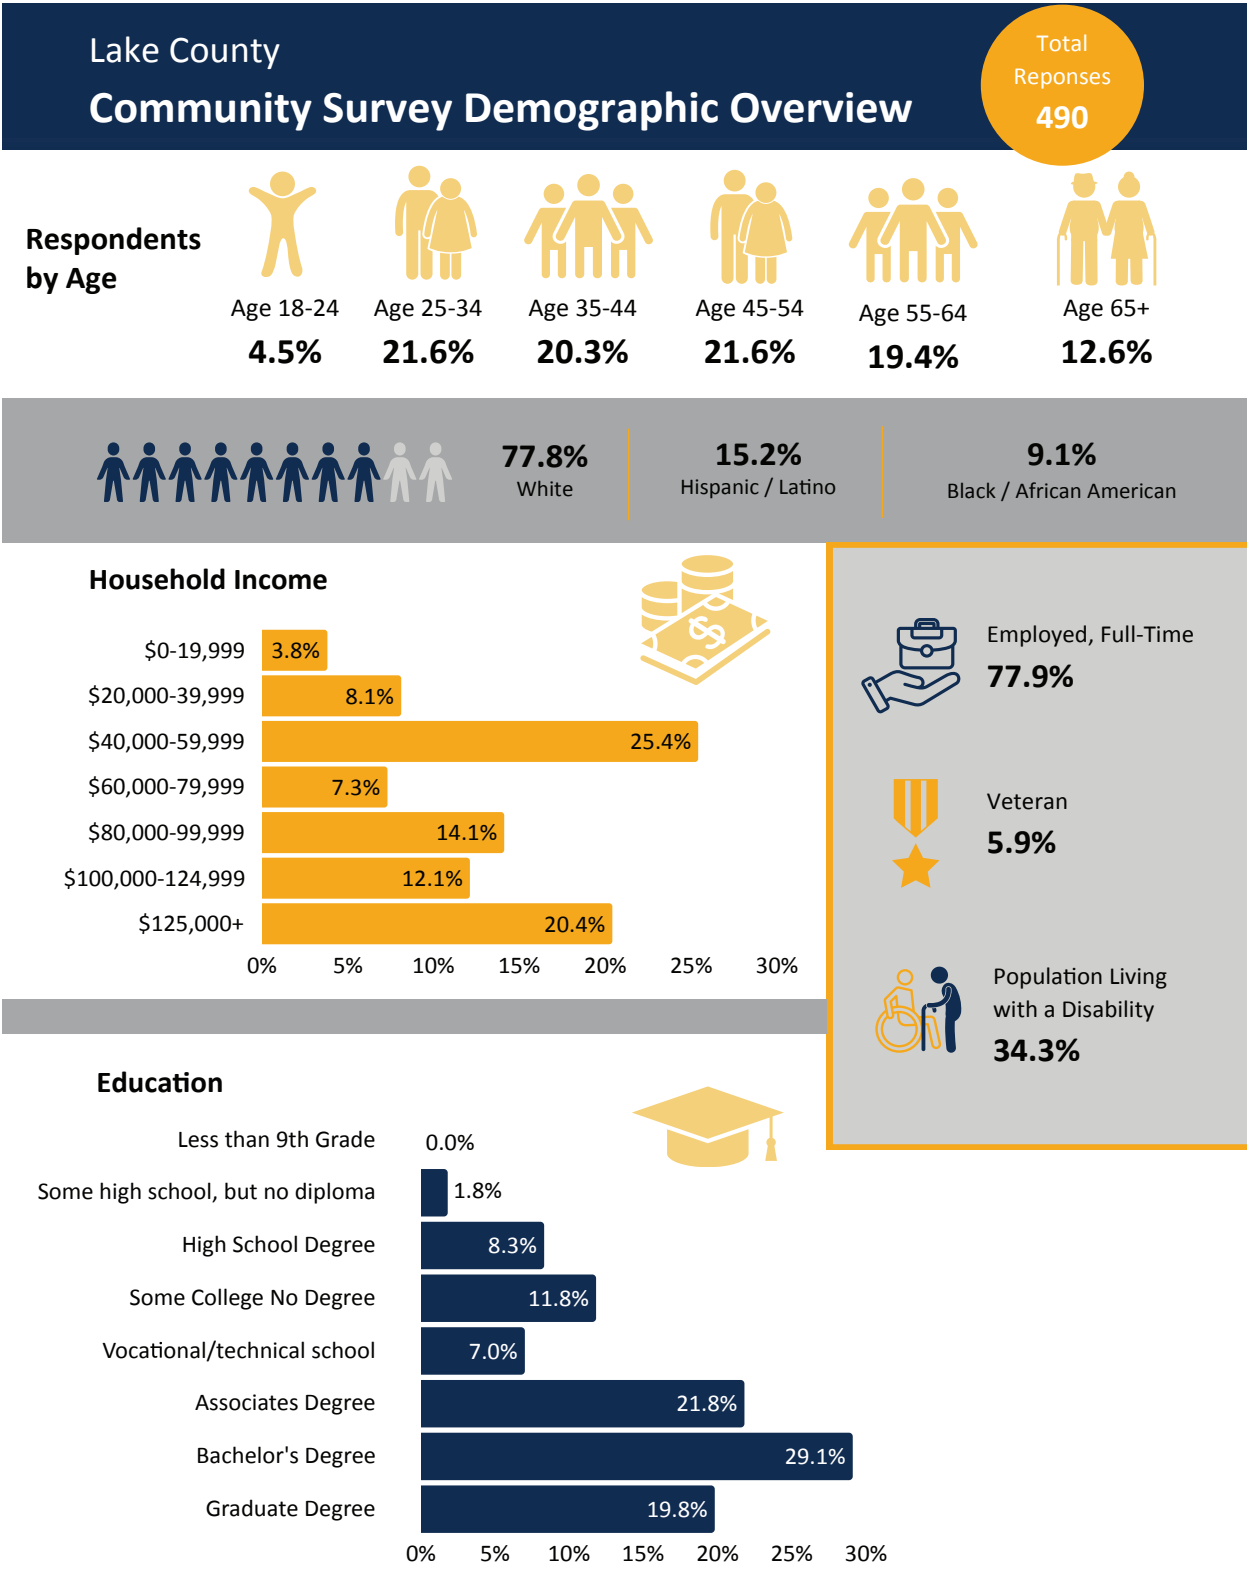 Lake County
Community Survey Demographic Overview
Total
Reponses
490
Respondents
by Age
Age 18-24
4.5%
Age 25-34
21.6%
Age 35-44
20.3%
Age 45-54
21.6%
Age 55-64
19.4%
Age 65+
12.6%
77.8%
White
15.2%
Hispanic / Latino
9.1%
Black / African American
Household Income
$0-19,999 3.8%
$20,000-39,999 8.1%
$40,000-59,999 25.4%
$60,000-79,999 7.3%
$80,000-99,999 14.1%
$100,000-124,999 12.1%
$125,000+ 20.4%
0% 5% 10% 15% 20% 25% 30%
Employed, Full-Time
77.9%
Veteran
5.9%
Population Living
with a Disability
34.3%
Education
Less than 9th Grade 0.0%
Some high school, but no diploma 1.8%
High School Degree 8.3%
Some College No Degree 11.8%
Vocational/technical school 7.0%
Associates Degree 21.8%
Bachelor's Degree 29.1%
Graduate Degree 19.8%
0% 5% 10% 15% 20% 25% 30%